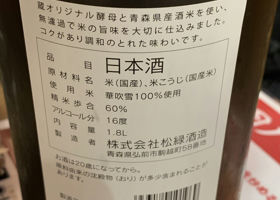 蔵オリジナル酵母と青森県産酒米を使い、
無濾過で米の旨味を大切に仕込みました。
コクがあり調和のとれた味わいです。
品目 日本酒
原材料名 米(国産)、米こうじ(国産米)
使用米 華吹雪100%使用
精米歩合 60%
アルコール分 16度
内容量 1.8L
製造者 株式会社松緑酒造
青森県弘前市駒越町58番地
お酒は20歳になってから。
原料由来の沈殿物(おり)が多少含まれることが
あります。